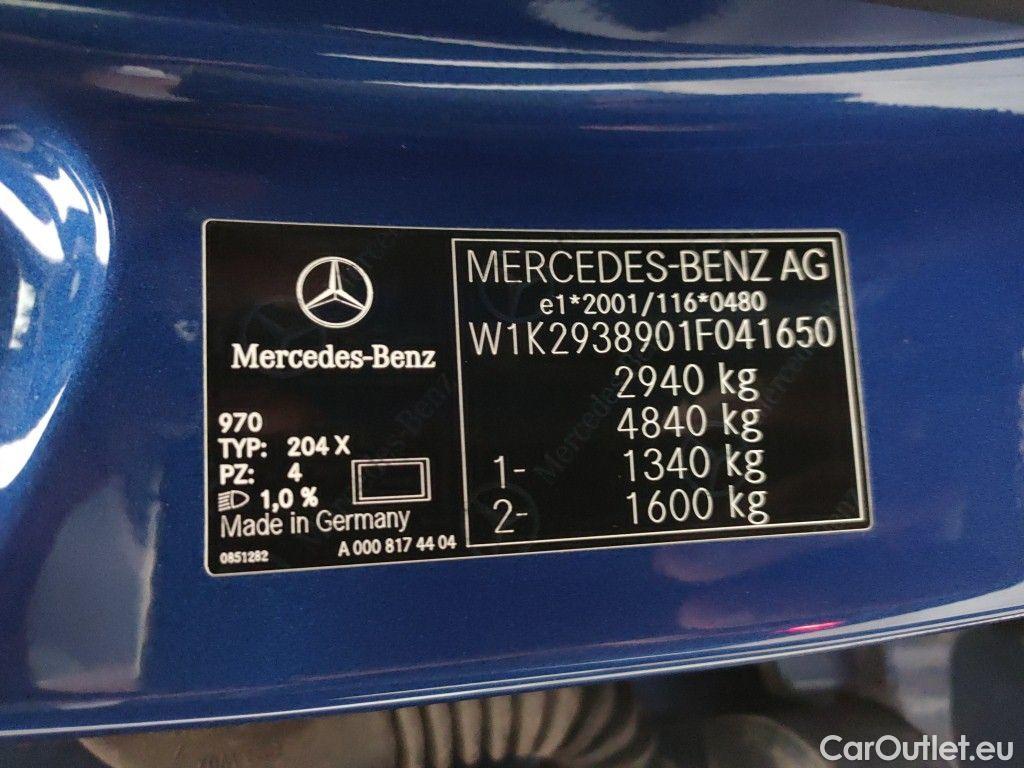 Mercedes-Benz
970
TYP: 204 X
PZ: 4
1,0 %
Made in Germany
0851282 A 000 817 44 04
MERCEDES-BENZ AG
e1*2001/116*0480
W1K2938901F041650
2940 kg
4840 kg
1- 1340 kg
2- 1600 kg
CarOutlet.eu